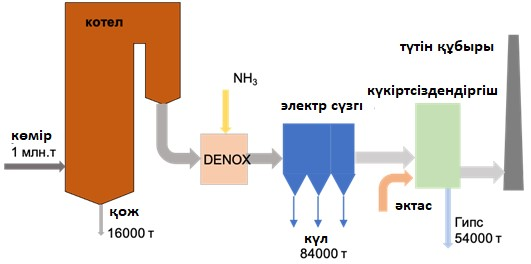 котел
көмір
1 млн.т
қож
16000 т
NH3
DENOX
электр сүзгі
күл
84000 т
күкіртсіздендіргіш
әктас
Гипс
54000 т
түтін құбыры